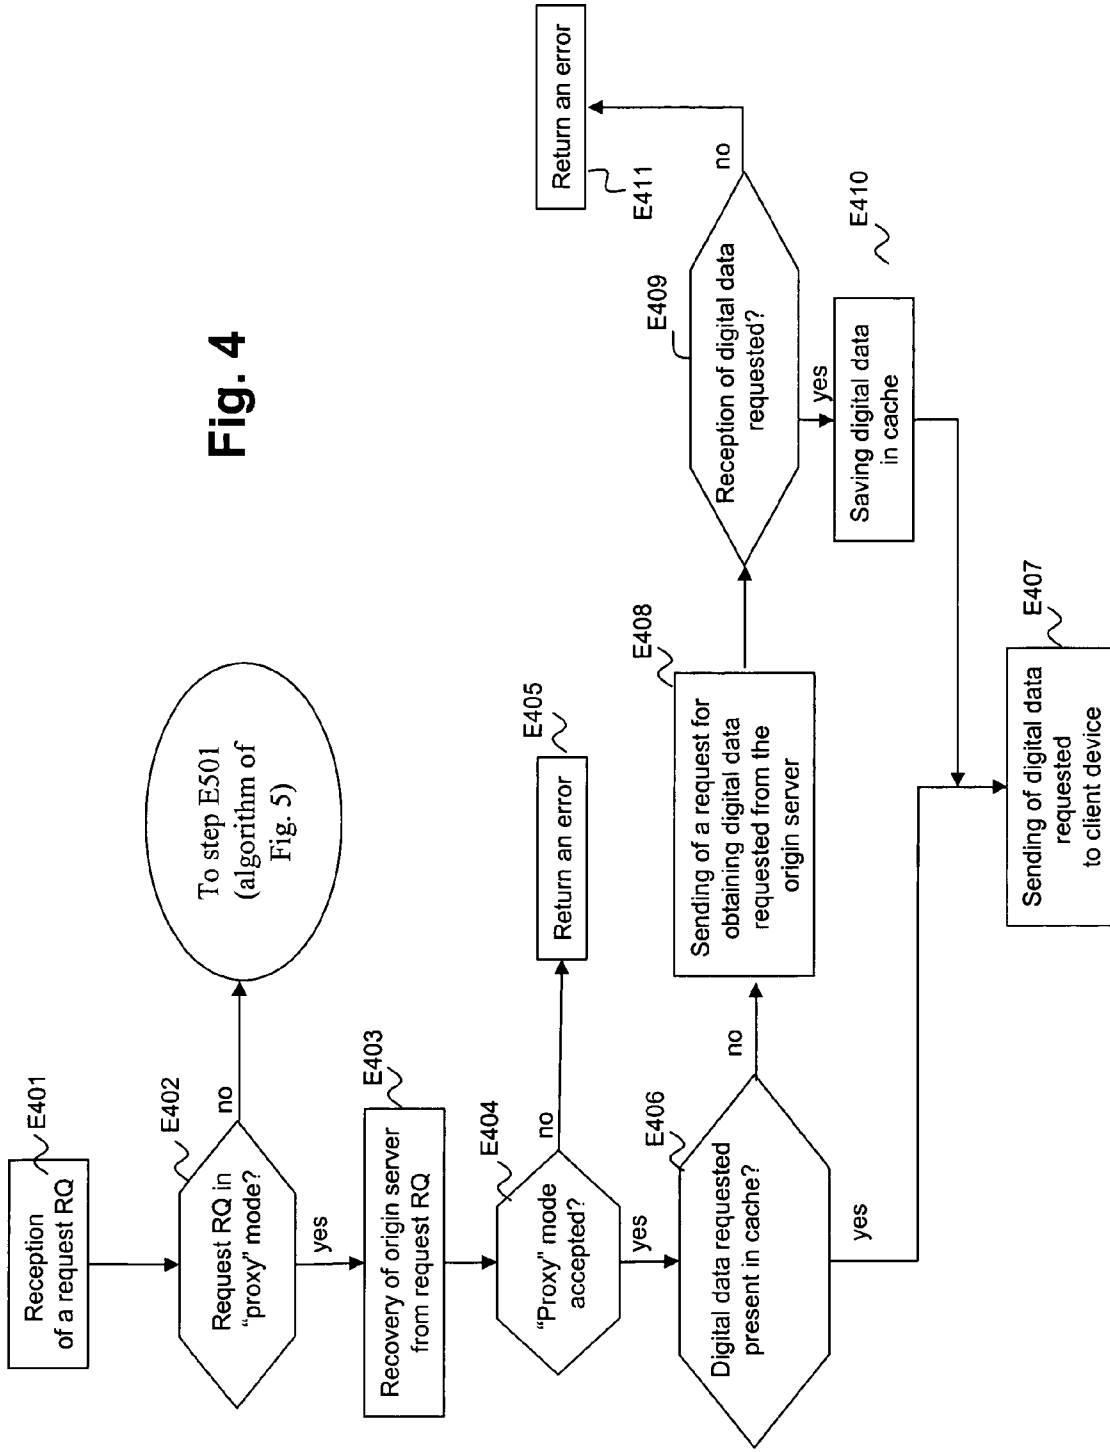 Reception
of a request RQ
E401
Request RQ in
“proxy” mode?
E402
no
To step E501
(algorithm of
Fig. 5)
yes
Recovery of origin server
from request RQ
E403
“Proxy” mode
accepted?
E404
no
Return an error
E405
yes
Digital data requested
present in cache?
E406
no
Sending of a request for
obtaining digital data
requested from the
origin server
E408
Reception of digital data
requested?
E409
no
Return an error
E411
yes
Saving digital data
in cache
E410
yes
Sending of digital data
requested
to client device
E407
Fig. 4